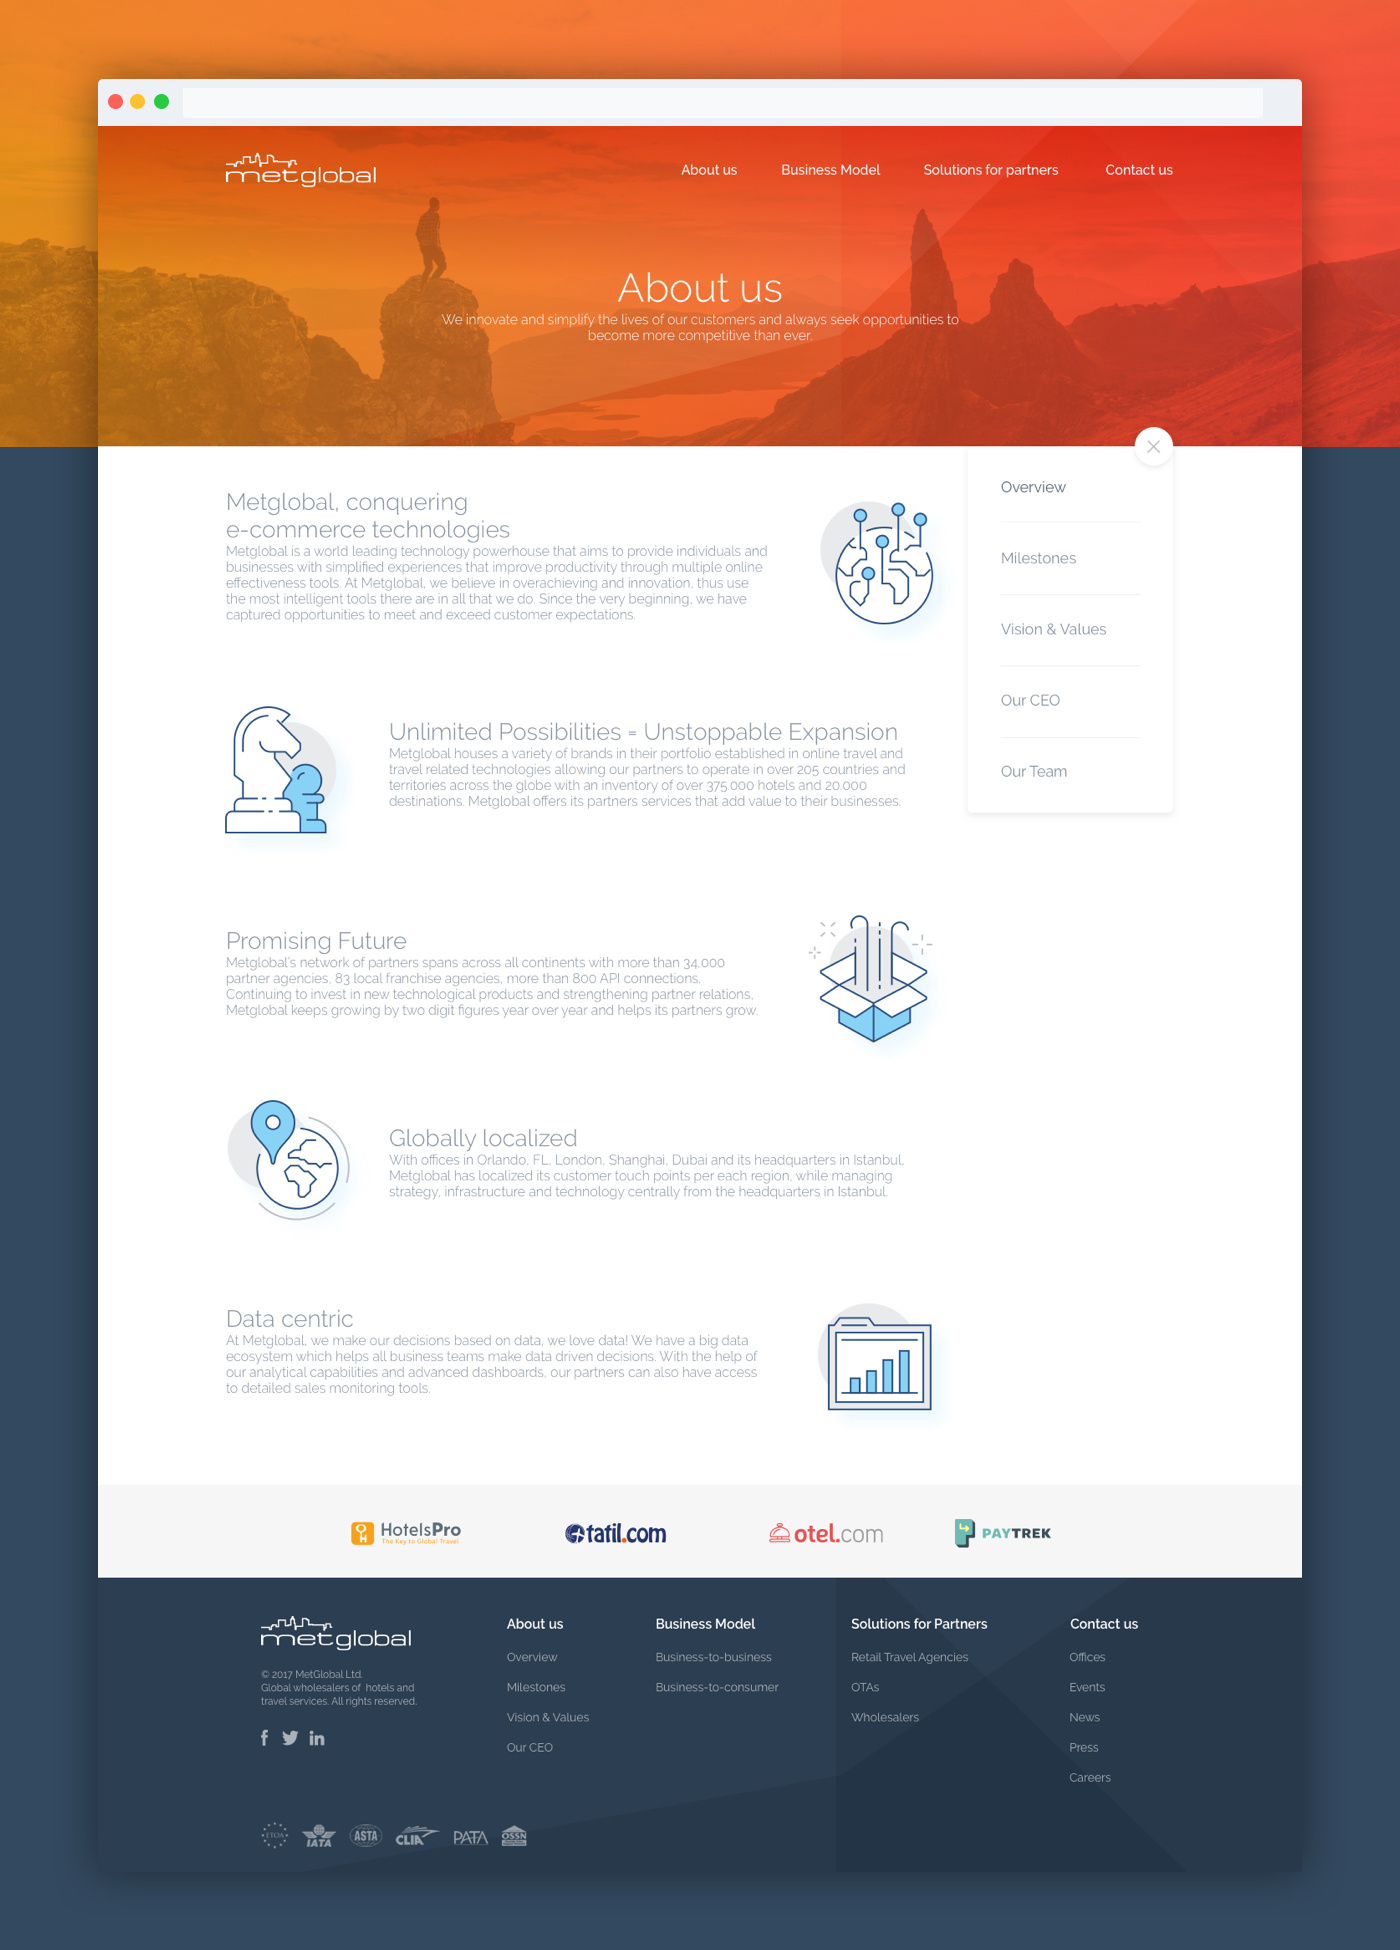 metglobal
About us
Business Model
Solutions for partners
Contact us
About us
We innovate and simplify the lives of our customers and always seek opportunities to
become more competitive than ever.
Metglobal, conquering
e-commerce technologies
Metglobal is a world leading technology powerhouse that aims to provide individuals and
businesses with simplified experiences that improve productivity through multiple online
effectiveness tools. At Metglobal, we believe in overachieving and innovation, thus use
the most intelligent tools there are in all that we do. Since the very beginning, we have
captured opportunities to meet and exceed customer expectations.
Overview
Milestones
Vision & Values
Our CEO
Our Team
Unlimited Possibilities = Unstoppable Expansion
Metglobal houses a variety of brands in their portfolio established in online travel and
travel related technologies allowing our partners to operate in over 205 countries and
territories across the globe with an inventory of over 375.000 hotels and 20.000
destinations. Metglobal offers its partners services that add value to their businesses.
Promising Future
Metglobal's network of partners spans across all continents with more than 34,000
partner agencies, 83 local franchise agencies, more than 800 API connections.
Continuing to invest in new technological products and strengthening partner relations,
Metglobal keeps growing by two digit figures year over year and helps its partners grow.
Globally localized
With offices in Orlando, FL, London, Shanghai, Dubai and its headquarters in Istanbul,
Metglobal has localized its customer touch points per each region, while managing
strategy, infrastructure and technology centrally from the headquarters in Istanbul.
Data centric
At Metglobal, we make our decisions based on data, we love data! We have a big data
ecosystem which helps all business teams make data driven decisions. With the help of
our analytical capabilities and advanced dashboards, our partners can also have access
to detailed sales monitoring tools.
HotelsPro
The Key to Global Travel
tatil.com
otel.com
PAYTREK
metglobal
© 2017 MetGlobal Ltd.
Global wholesalers of hotels and
travel services. All rights reserved.
About us
Overview
Milestones
Vision & Values
Our CEO
Business Model
Business-to-business
Business-to-consumer
Solutions for Partners
Retail Travel Agencies
OTAs
Wholesalers
Contact us
Offices
Events
News
Press
Careers
ETOA
IATA
ASTA
CLIA
PATA
OSSN